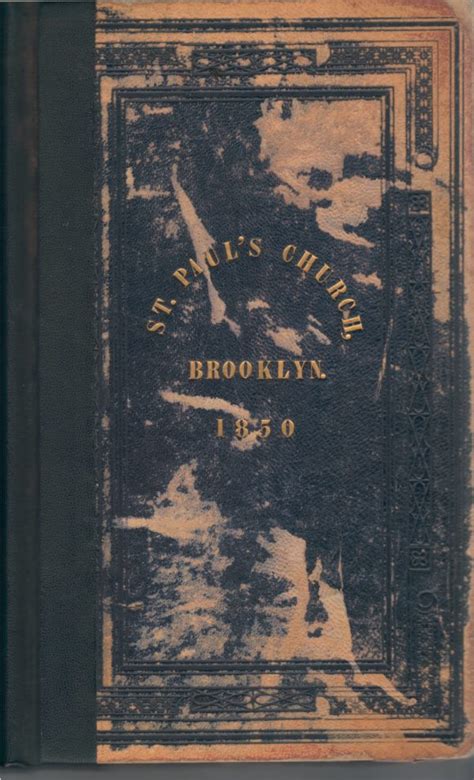 ST. PAUL'S CHURCH,
BROOKLYN.
1850